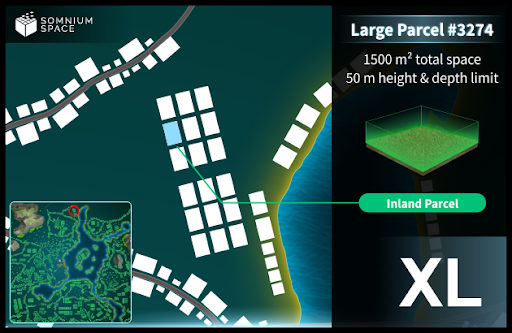 SOMNIUM
SPACE
Large Parcel #3274
1500 m² total space
50 m height & depth limit
Inland Parcel
XL